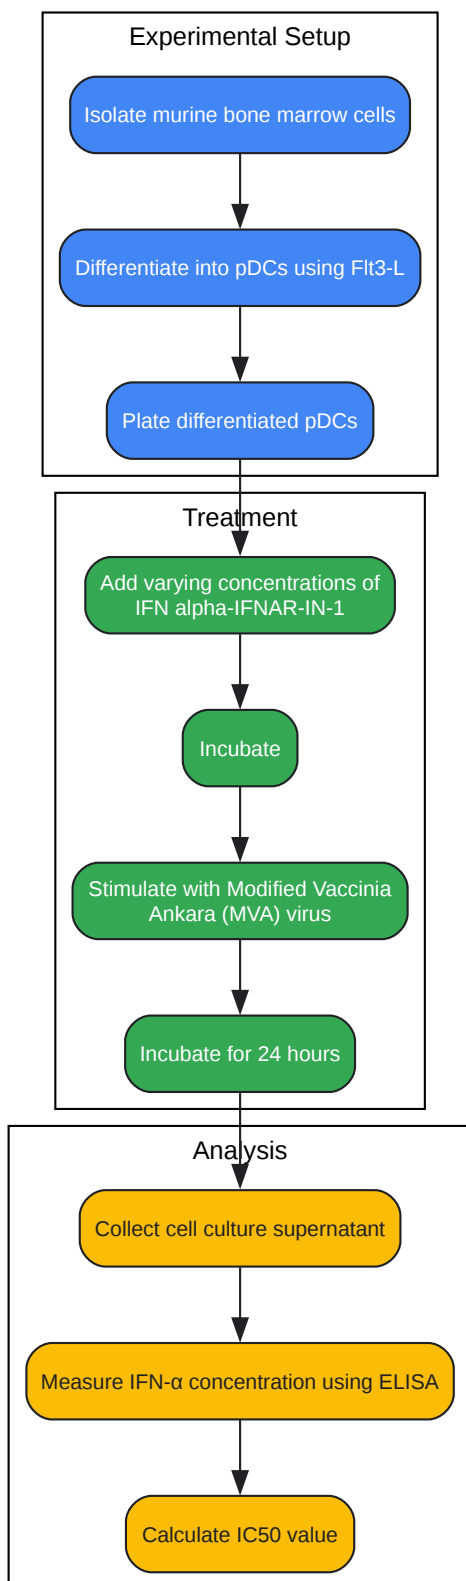 Experimental Setup
Isolate murine bone marrow cells
Differentiate into pDCs using Flt3-L
Plate differentiated pDCs
Treatment
Add varying concentrations of
IFN alpha-IFNAR-IN-1
Incubate
Stimulate with Modified Vaccinia
Ankara (MVA) virus
Incubate for 24 hours
Analysis
Collect cell culture supernatant
Measure IFN-α concentration using ELISA
Calculate IC50 value